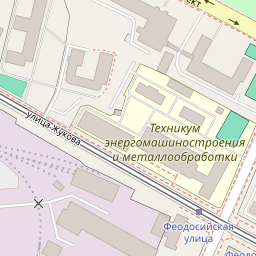 улица Жукова
Техникум
энергомашиностроения
и металлообработки
Феодосийская
улица